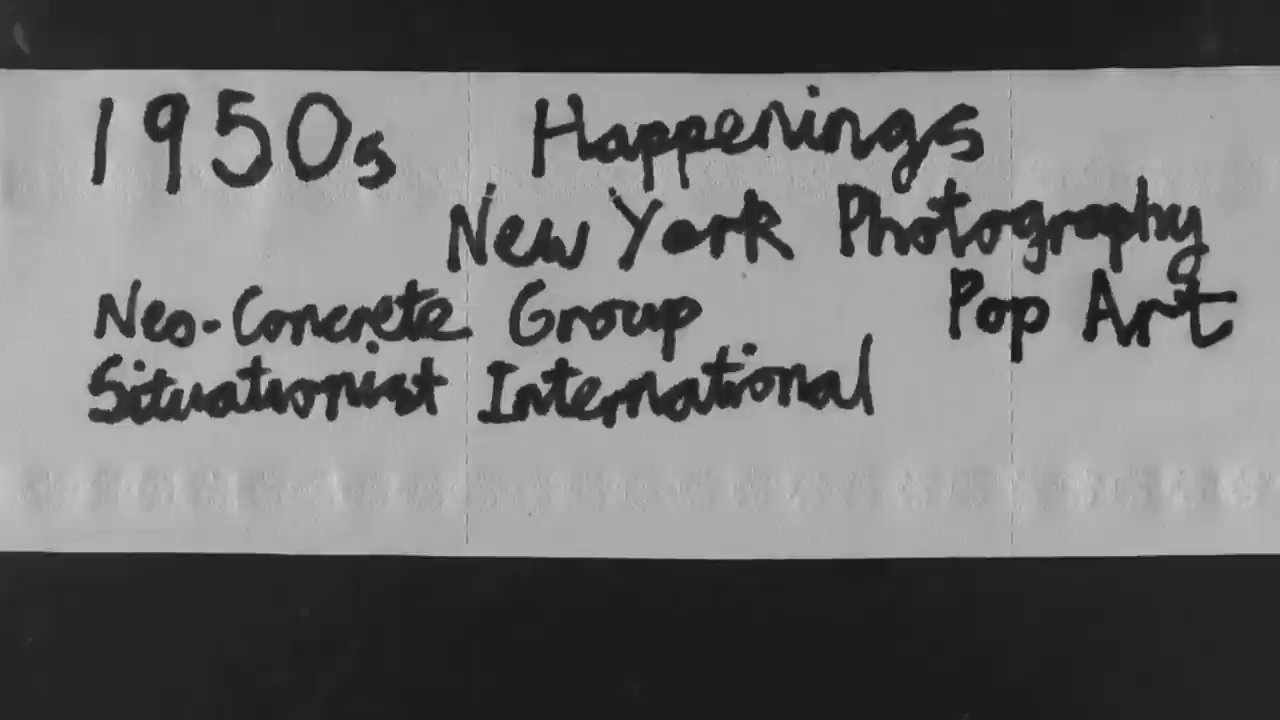 1950s Happenings
New York Photography
Neo-Concrete Group Pop Art
Situationist International